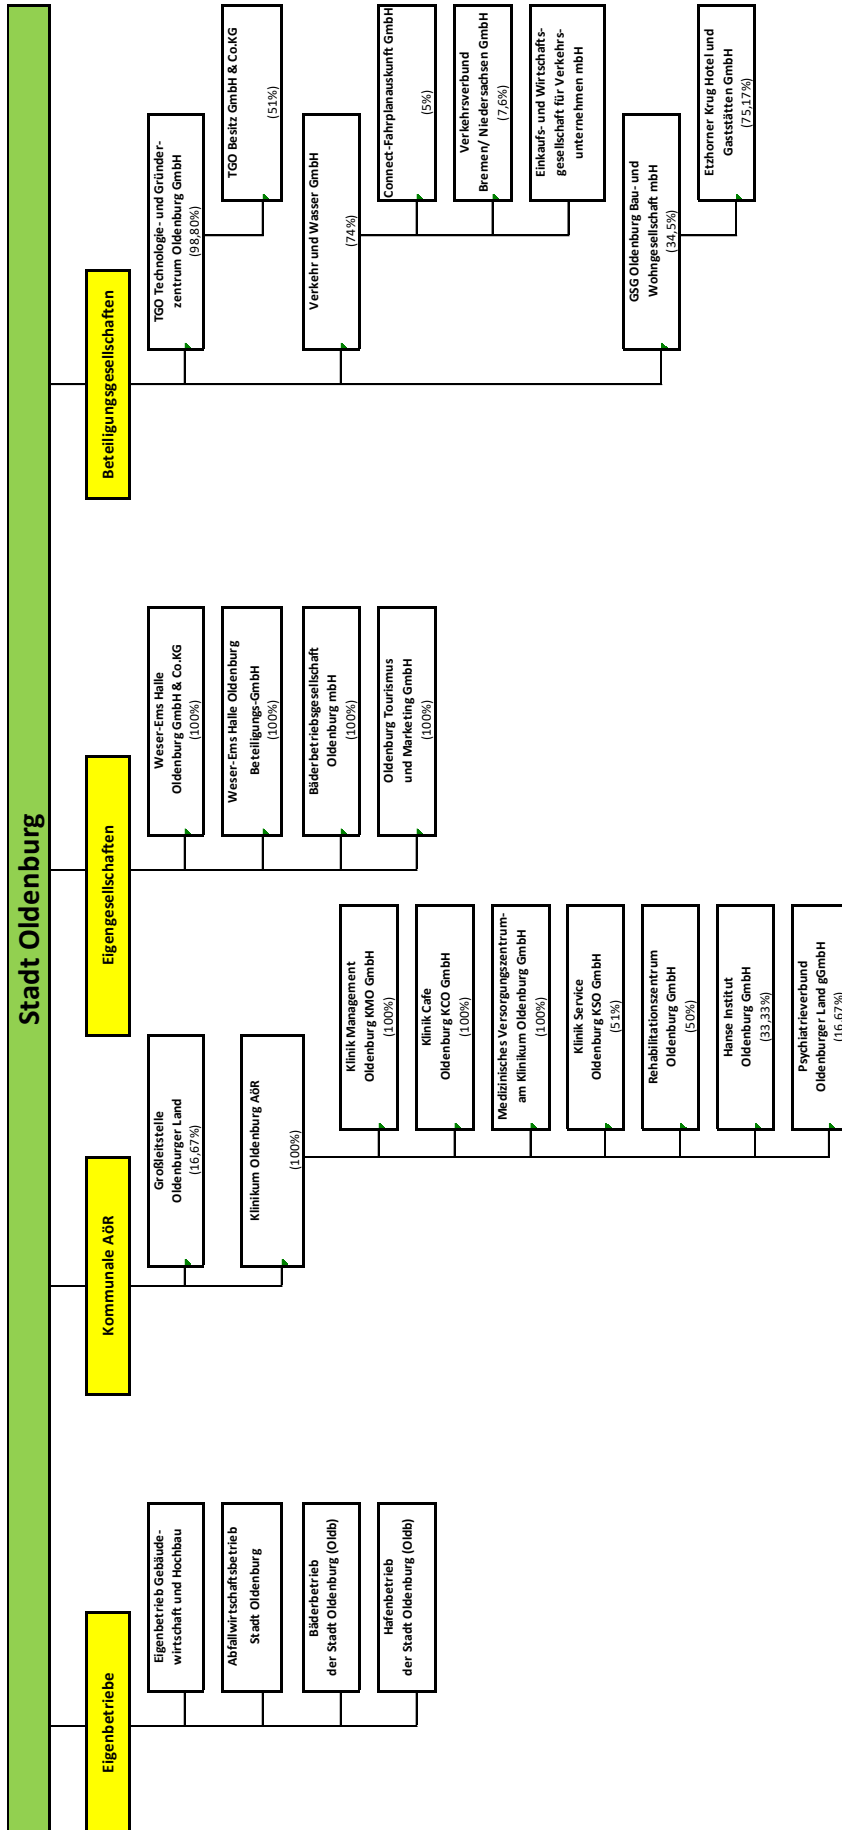 Stadt Oldenburg
Eigenbetriebe
Eigenbetrieb Gebäude-
wirtschaft und Hochbau
Abfallwirtschaftsbetrieb
Stadt Oldenburg
Bäderbetrieb
der Stadt Oldenburg (Oldb)
Hafenbetrieb
der Stadt Oldenburg (Oldb)
Kommunale AöR
Großleitstelle
Oldenburger Land
(16,67%)
Klinikum Oldenburg AöR
(100%)
Klinik Management
Oldenburg KMO GmbH
(100%)
Klinik Cafe
Oldenburg KCO GmbH
(100%)
Medizinisches Versorgungszentrum-
am Klinikum Oldenburg GmbH
(100%)
Klinik Service
Oldenburg KSO GmbH
(51%)
Rehabilitationszentrum
Oldenburg GmbH
(50%)
Hanse Institut
Oldenburg GmbH
(33,33%)
Psychiatrieverbund
Oldenburger Land gGmbH
(16,67%)
Eigengesellschaften
Weser-Ems Halle
Oldenburg GmbH & Co.KG
(100%)
Weser-Ems Halle Oldenburg
Beteiligungs-GmbH
(100%)
Bäderbetriebsgesellschaft
Oldenburg mbH
(100%)
Oldenburg Tourismus
und Marketing GmbH
(100%)
Beteiligungsgesellschaften
TGO Technologie- und Gründer-
zentrum Oldenburg GmbH
(98,80%)
TGO Besitz GmbH & Co.KG
(51%)
Verkehr und Wasser GmbH
(74%)
Connect-Fahrplanauskunft GmbH
(5%)
Verkehrsverbund
Bremen/ Niedersachsen GmbH
(7,6%)
Einkaufs- und Wirtschafts-
gesellschaft für Verkehrs-
unternehmen mbH
GSG Oldenburg Bau- und
Wohngesellschaft mbH
(34,5%)
Etzhorner Krug Hotel und
Gaststätten GmbH
(75,17%)